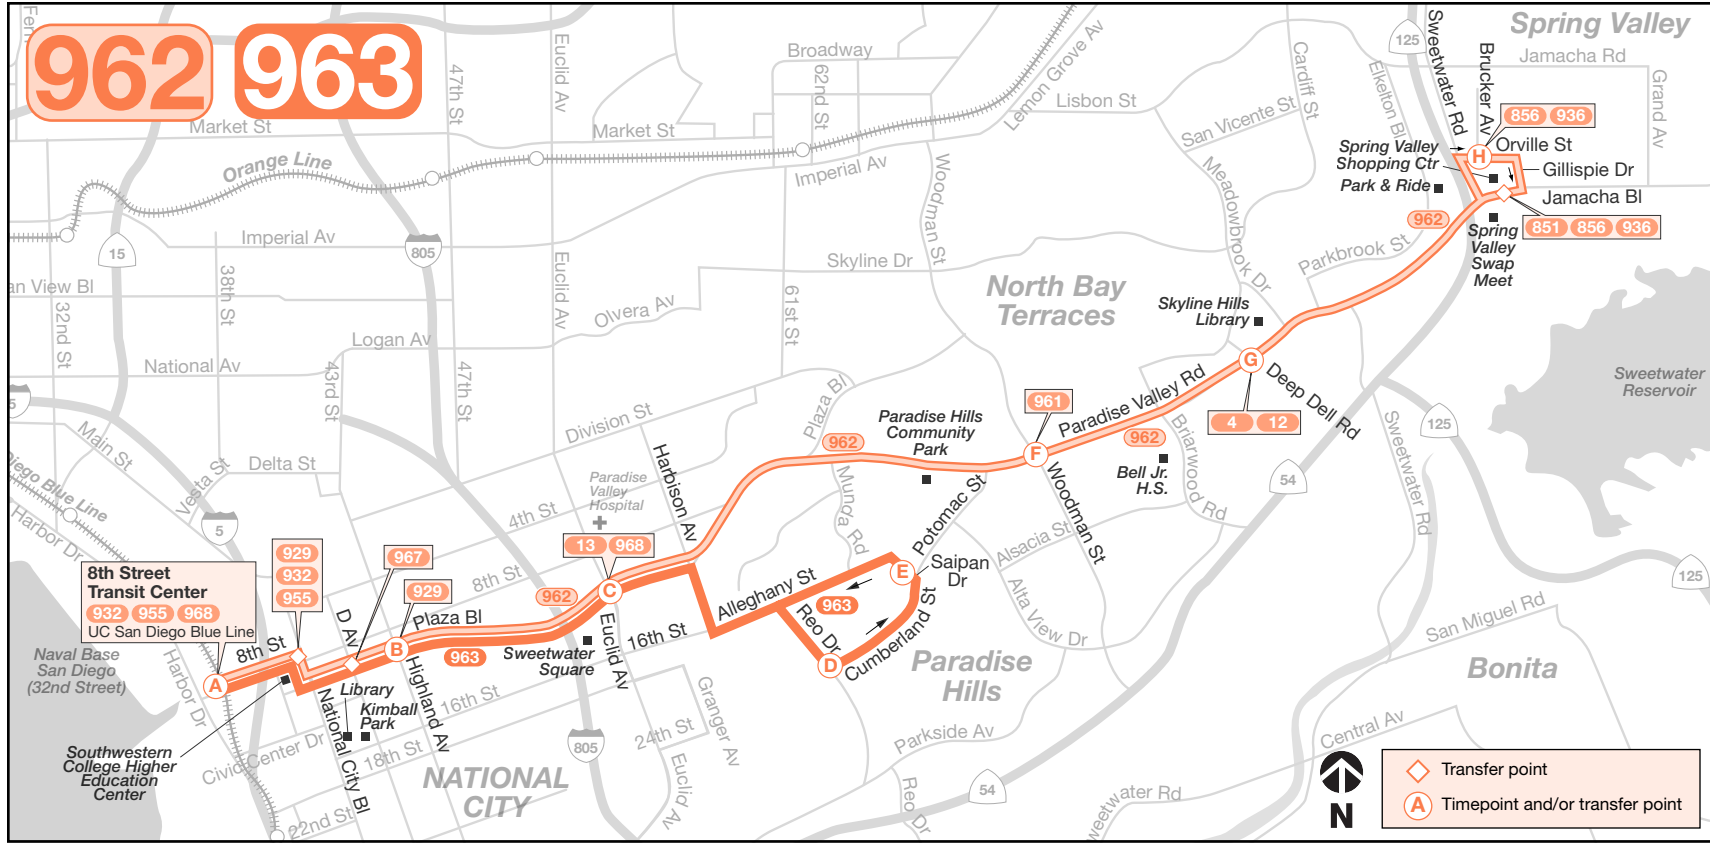 962 963
Spring Valley
Fern
Euclid Av
47th St
Broadway
62nd St
Lemon Grove Av
Cardiff St
125
Sweetwater Rd
Brucker Av
Jamacha Rd
Grand Av
Elkelton Bl
Lisbon St
San Vicente St
Market St
Market St
Orange Line
Imperial Av
Woodman St
Meadowbrook Dr
856 936
Orville St
H
Gillispie Dr
Jamacha Bl
Spring Valley
Shopping Ctr
Park & Ride
962
851 856 936
Spring
Valley
Swap
Meet
Parkbrook St
Imperial Av
15
805
38th St
Euclid Av
Skyline Dr
an View Bl
32nd St
61st St
Olvera Av
North Bay
Terraces
Skyline Hills
Library
Logan Av
National Av
43rd St
47th St
G
Deep Dell Rd
4 12
Sweetwater
Reservoir
5
Main St
Division St
Plaza Bl
962
Paradise Hills
Community
Park
961
F
Paradise Valley Rd
962
Bell Jr.
H.S.
Briarwood Rd
Sweetwater Rd
125
54
125
Diego Blue Line
Harbor Dr
Vesta St
Delta St
5
Harbison Av
Paradise
Valley
Hospital
4th St
8th St
Munda Rd
Potomac St
Woodman St
Alsacia St
Alta View Dr
13 968
C
962
Euclid Av
8th Street
Transit Center
932 955 968
UC San Diego Blue Line
929
932
955
967
929
D Av
8th St
A
B
Plaza Bl
963
Highland Av
Sweetwater
Square
16th St
Alleghany St
963
E
Saipan
Dr
Reo Dr
D
Cumberland St
Paradise
Hills
San Miguel Rd
Bonita
Naval Base
San Diego
(32nd Street)
Harbor Dr
Library
Kimball
Park
National City Bl
16th St
18th St
Civic Center Dr
22nd St
Southwestern
College Higher
Education
Center
NATIONAL
CITY
805
24th St
Granger Av
Euclid Av
Parkside Av
Reo Dr
54
Sweetwater Rd
Central Av
N
Transfer point
A Timepoint and/or transfer point